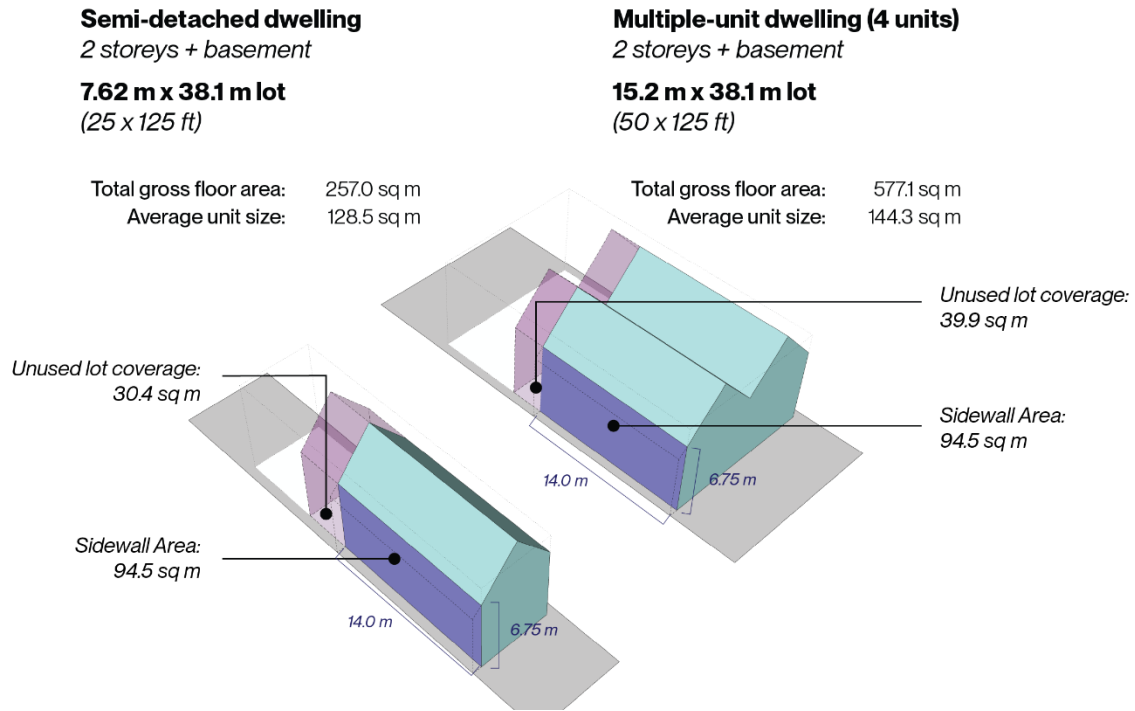 Semi-detached dwelling
2 storeys + basement
7.62 m x 38.1 m lot
(25 x 125 ft)
Total gross floor area: 257.0 sq m
Average unit size: 128.5 sq m
Multiple-unit dwelling (4 units)
2 storeys + basement
15.2 m x 38.1 m lot
(50 x 125 ft)
Total gross floor area: 577.1 sq m
Average unit size: 144.3 sq m
Unused lot coverage:
39.9 sq m
Sidewall Area:
94.5 sq m
14.0 m
6.75 m
Unused lot coverage:
30.4 sq m
Sidewall Area:
94.5 sq m
14.0 m
6.75 m